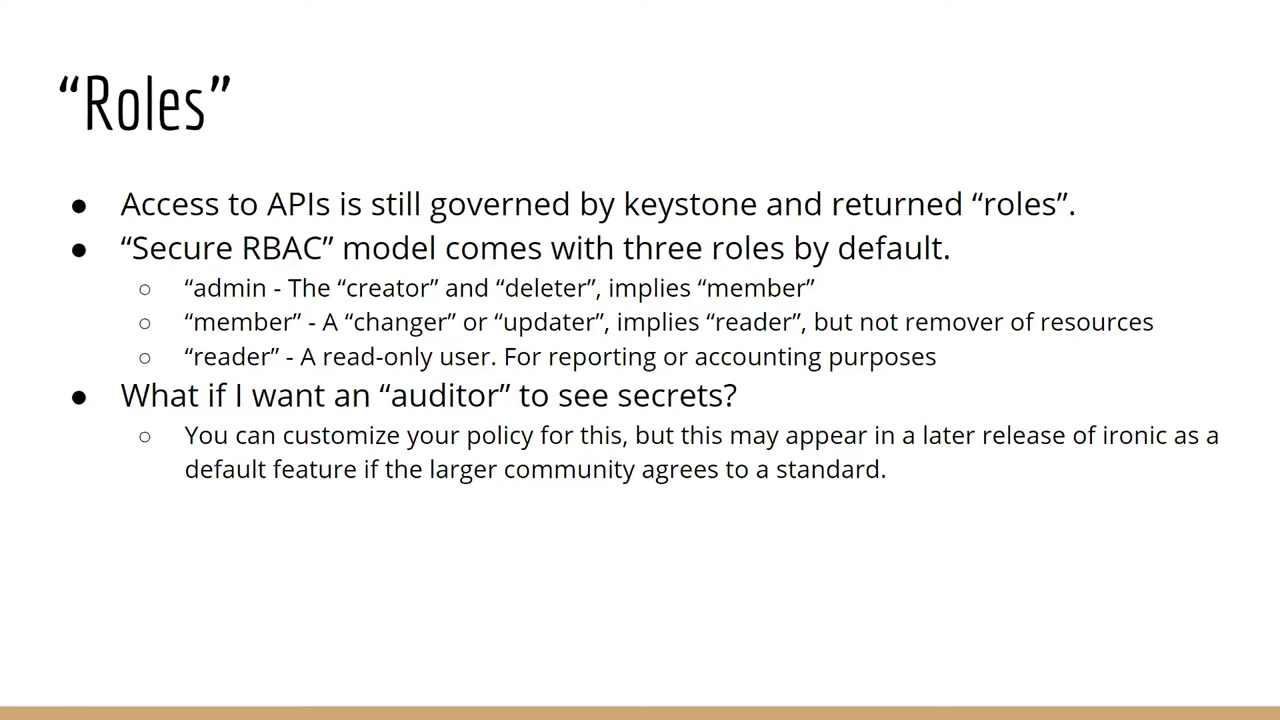 “Roles”
● Access to APIs is still governed by keystone and returned “roles”.
● “Secure RBAC” model comes with three roles by default.
○ “admin - The “creator” and “deleter”, implies “member”
○ “member” - A “changer” or “updater”, implies “reader”, but not remover of resources
○ “reader” - A read-only user. For reporting or accounting purposes
● What if I want an “auditor” to see secrets?
○ You can customize your policy for this, but this may appear in a later release of ironic as a
default feature if the larger community agrees to a standard.